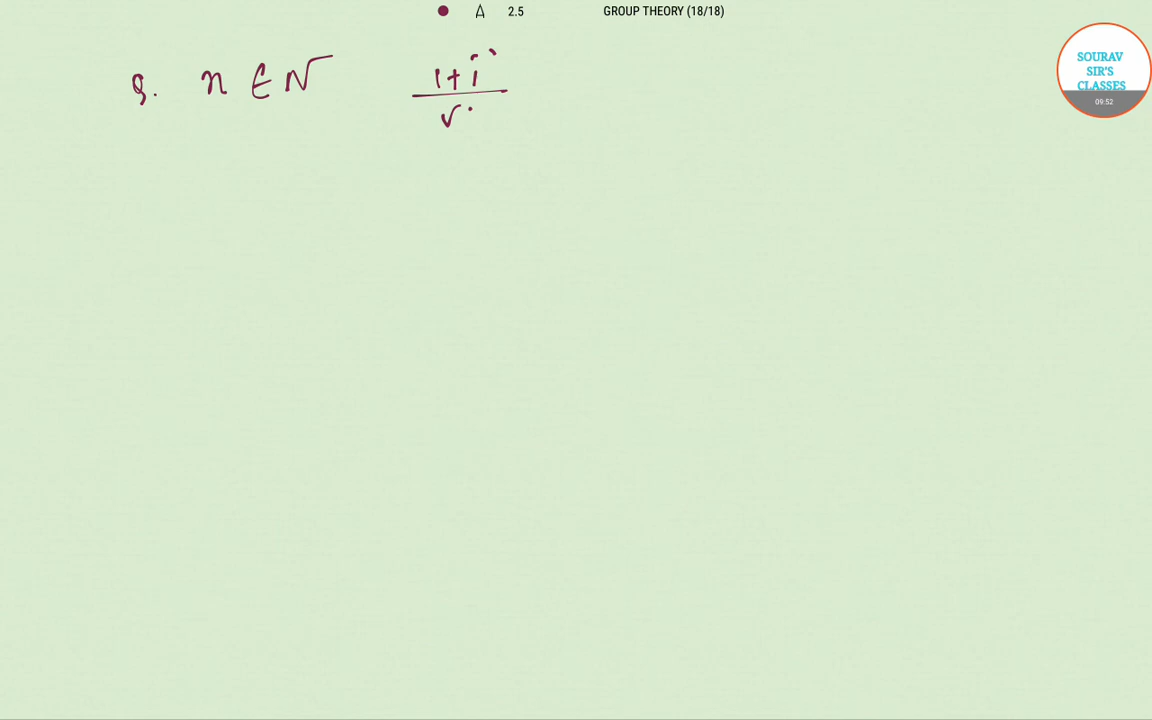 2.5 GROUP THEORY (18/18)
SOURAV
SIR'S
CLASSES
09:52
Q. n ∈ N
1+i
√